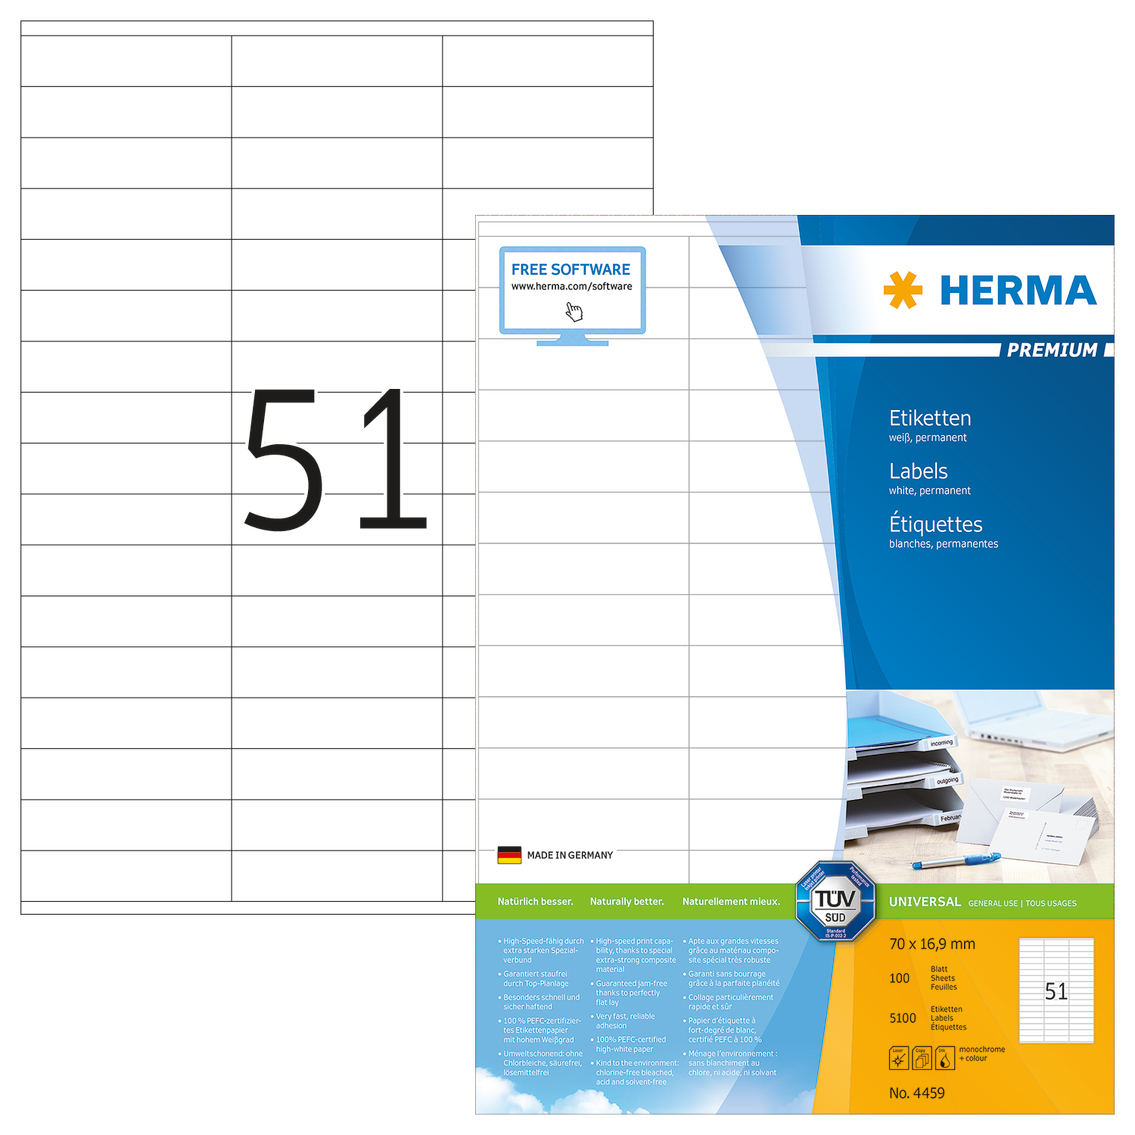 51
FREE SOFTWARE
www.herma.com/software
HERMA
PREMIUM
Etiketten
weiß, permanent
Labels
white, permanent
Étiquettes
blanches, permanentes
incoming
outgoing
MADE IN GERMANY
Natürlich besser.
Naturally better.
Naturellement mieux.
TÜV
SÜD
Standard
IS-P-002-2
UNIVERSAL GENERAL USE | TOUS USAGES
• High-Speed-fähig durch
extra starken Spezial-
verbund
• Garantiert staufrei
durch Top-Planlage
• Besonders schnell und
sicher haftend
• 100 % PEFC-zertifizier-
tes Etikettenpapier
mit hohem Weißgrad
• Umweltschonend: ohne
Chlorbleiche, säurefrei,
lösemittelfrei
• High-speed print capa-
bility, thanks to special
extra-strong composite
material
• Guaranteed jam-free
thanks to perfectly
flat lay
• Very fast, reliable
adhesion
• 100% PEFC-certified
high-white paper
• Kind to the environment:
chlorine-free bleached,
acid and solvent-free
• Apte aux grandes vitesses
grâce au matériau compo-
site spécial très robuste
• Garanti sans bourrage
grâce à la parfaite planéité
• Collage particulièrement
rapide et sûr
• Papier d'étiquette à
fort-degré de blanc,
certifié PEFC à 100 %
• Ménage l'environnement :
sans blanchiment au
chlore, ni acide, ni solvant
70 x 16,9 mm
100
Blatt
Sheets
Feuilles
5100
Etiketten
Labels
Étiquettes
51
Laser
Copy
Ink
monochrome
+ colour
No. 4459